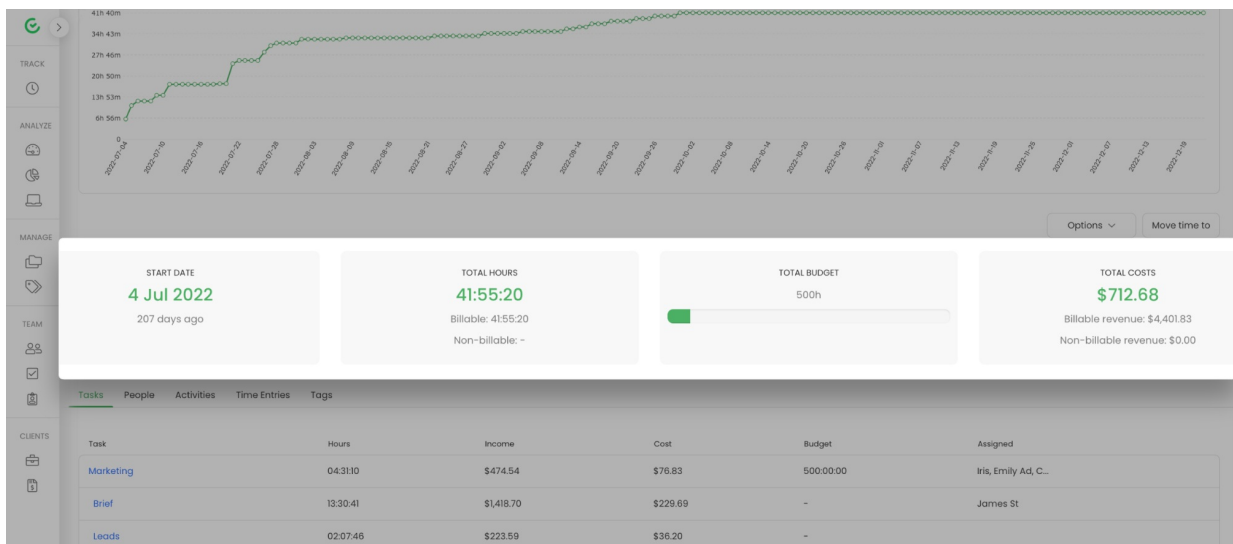 41h 40m
34h 43m
27h 46m
20h 50m
13h 53m
6h 56m
0
2022-07-04 2022-07-10 2022-07-16 2022-07-22 2022-07-28 2022-08-03 2022-08-09 2022-08-15 2022-08-21 2022-08-27 2022-09-02 2022-09-08 2022-09-14 2022-09-20 2022-09-26 2022-10-02 2022-10-08 2022-10-14 2022-10-20 2022-10-26 2022-11-01 2022-11-07 2022-11-13 2022-11-19 2022-11-25 2022-12-01 2022-12-07 2022-12-13 2022-12-19
TRACK
ANALYZE
MANAGE
TEAM
CLIENTS
Options Move time to
START DATE
4 Jul 2022
207 days ago
TOTAL HOURS
41:55:20
Billable: 41:55:20
Non-billable: -
TOTAL BUDGET
500h
TOTAL COSTS
$712.68
Billable revenue: $4,401.83
Non-billable revenue: $0.00
Tasks People Activities Time Entries Tags
Task Hours Income Cost Budget Assigned
Marketing 04:31:10 $474.54 $76.83 500:00:00 Iris, Emily Ad, C...
Brief 13:30:41 $1,418.70 $229.69 - James St
Leads 02:07:46 $223.59 $36.20 -